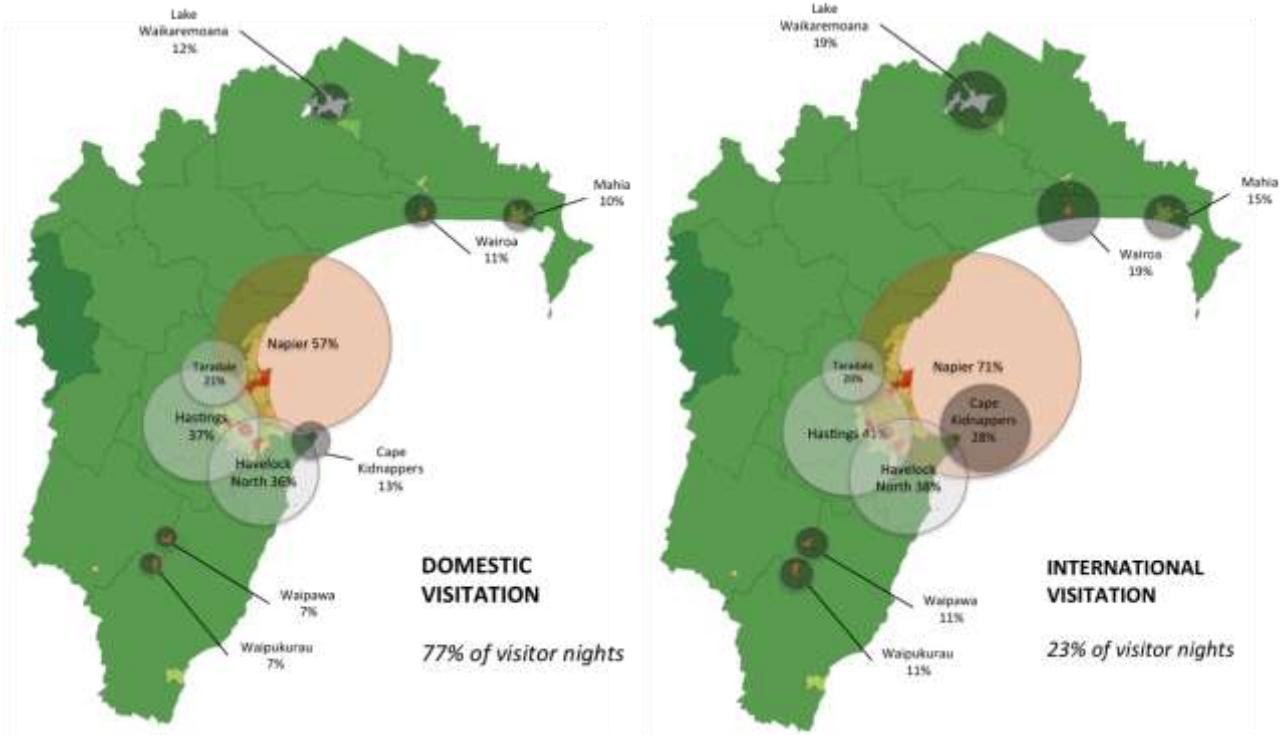 Lake
Waikaremoana
12%
Mahia
10%
Wairoa
11%
Napier 57%
Taradale
21%
Hastings
37%
Havelock
North 36%
Cape
Kidnappers
13%
Waipawa
7%
Waipukurau
7%
DOMESTIC
VISITATION
77% of visitor nights
Lake
Waikaremoana
19%
Mahia
15%
Wairoa
19%
Napier 71%
Taradale
20%
Cape
Kidnappers
28%
Hastings 41%
Havelock
North 38%
Waipawa
11%
Waipukurau
11%
INTERNATIONAL
VISITATION
23% of visitor nights